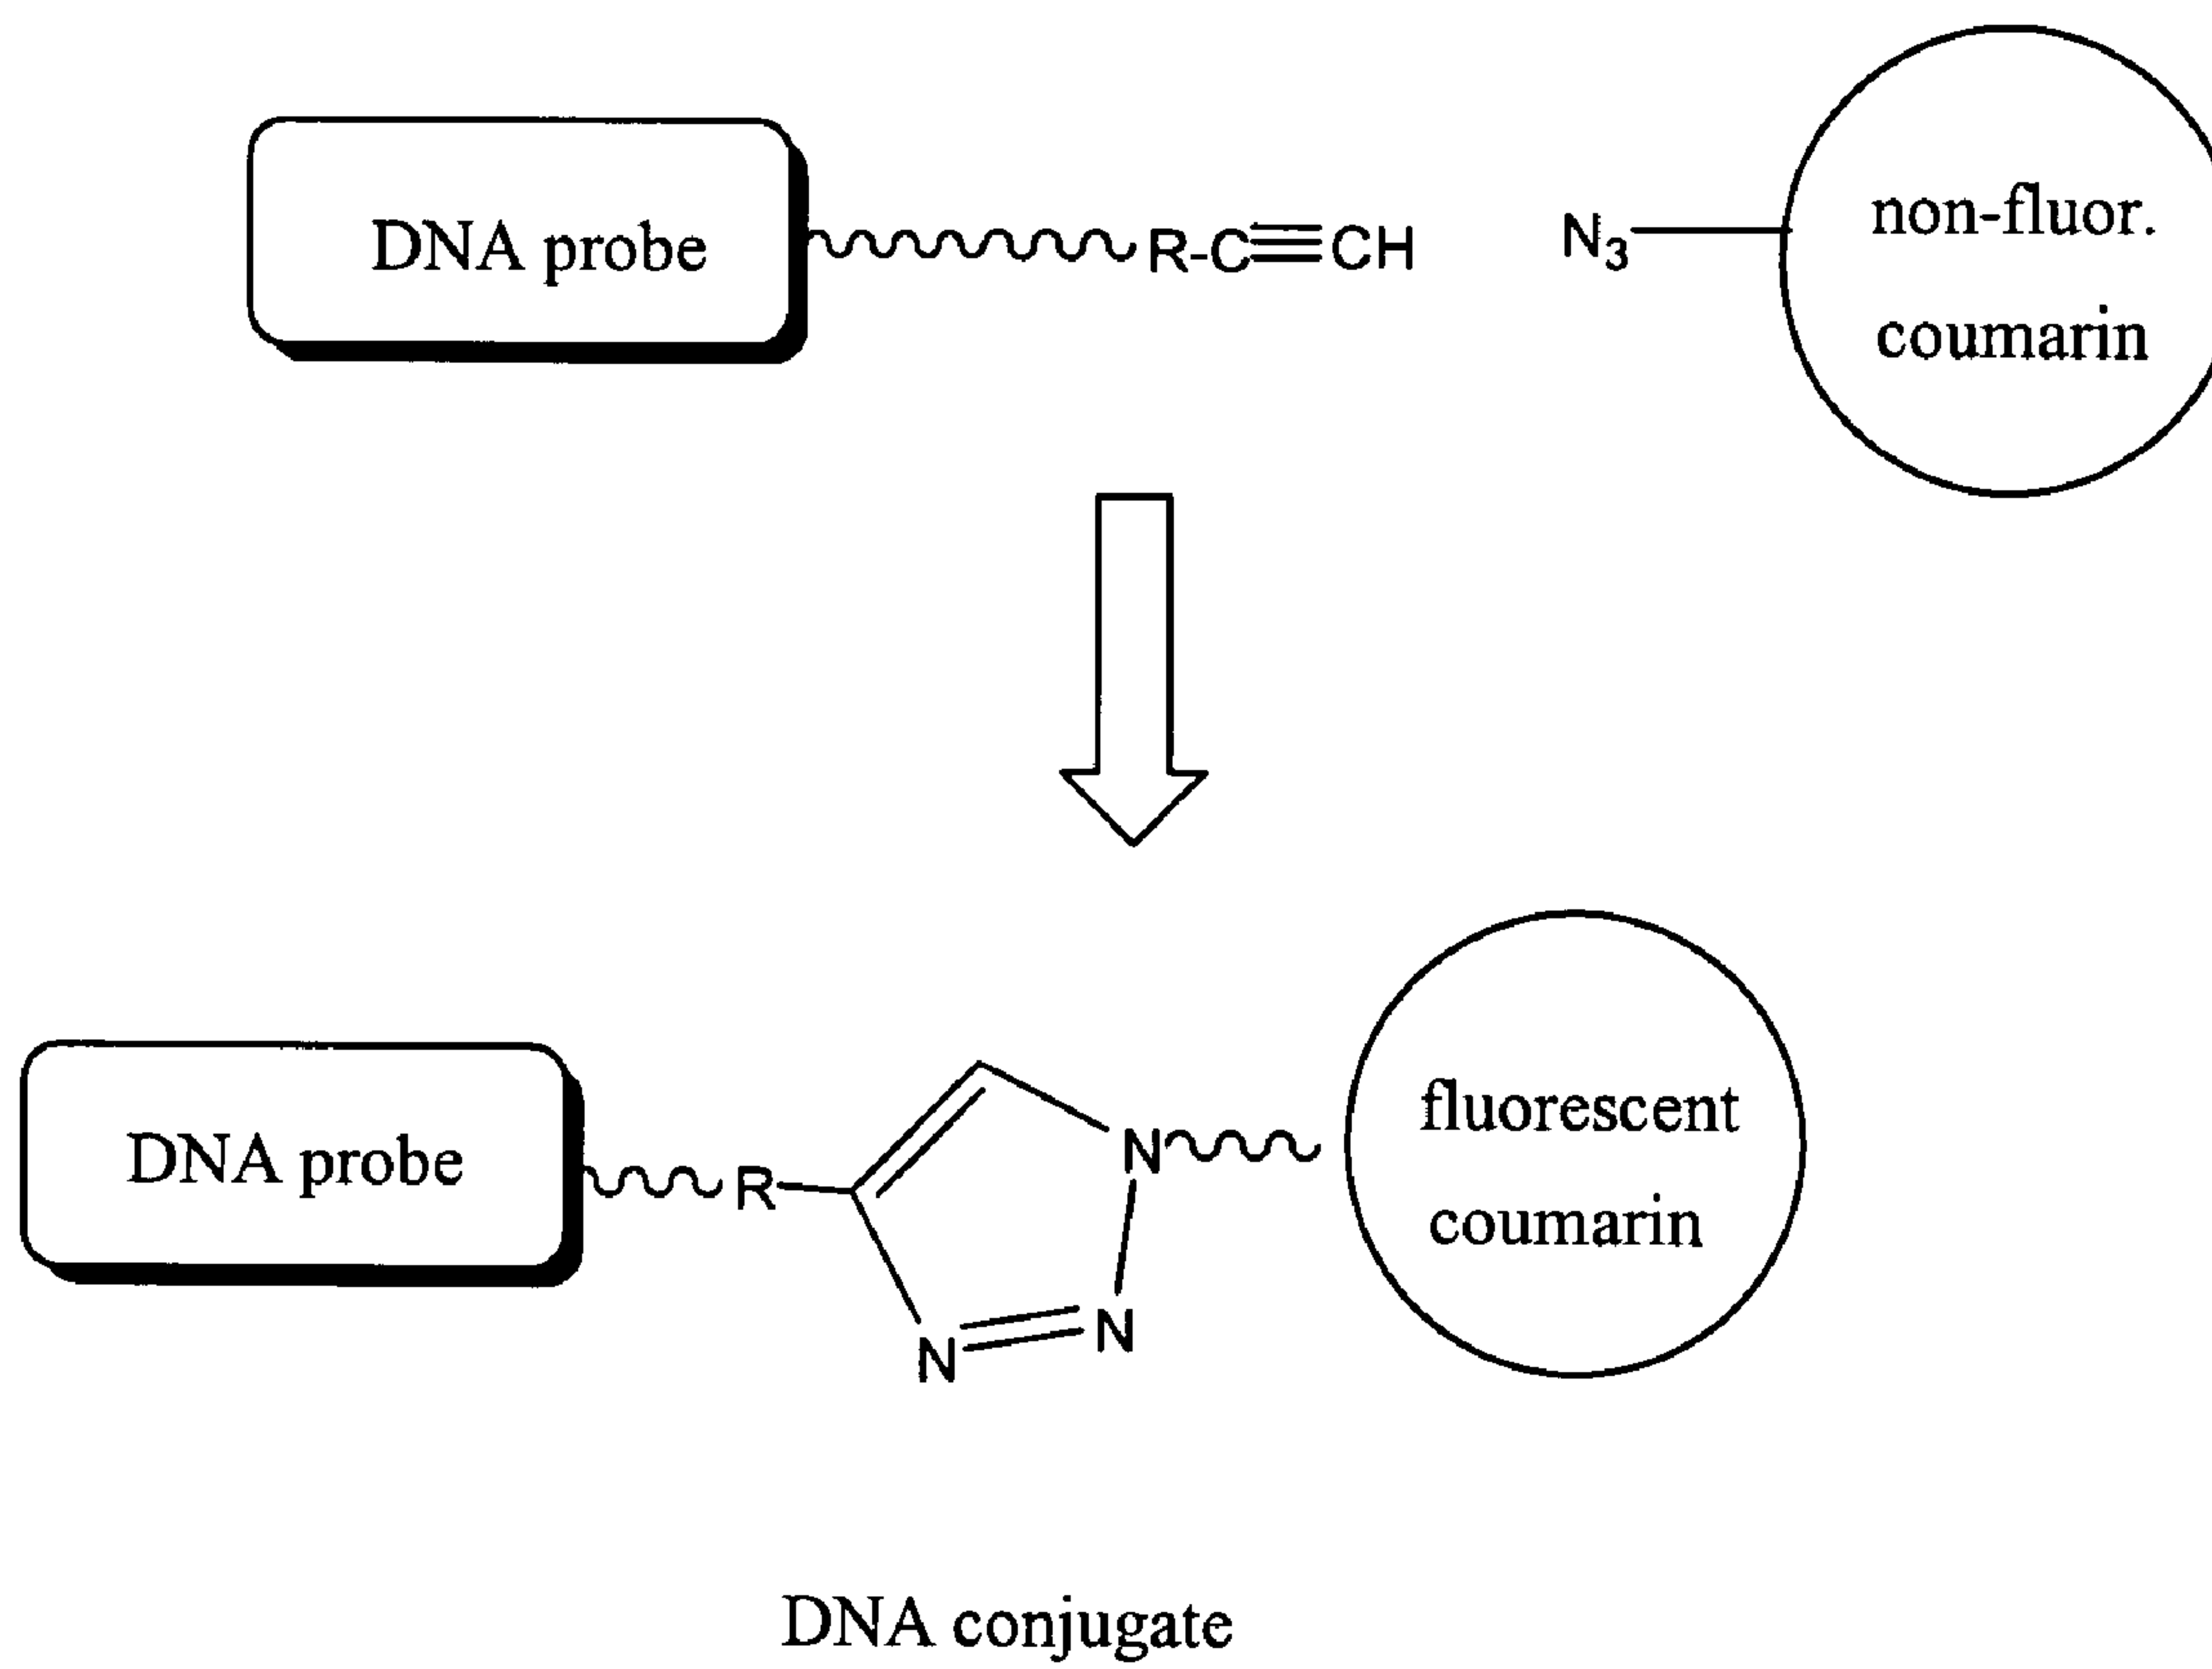 DNA probe
R-C≡CH
N3
non-fluor.
coumarin
DNA probe
R
N
N
N
fluorescent
coumarin
DNA conjugate